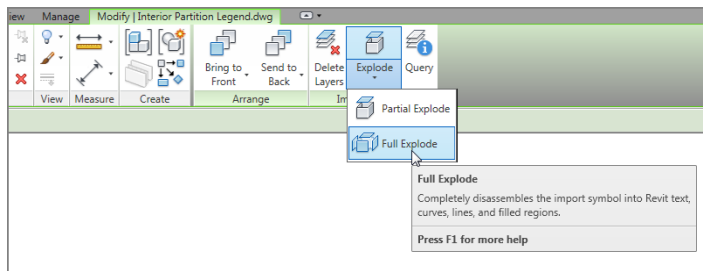 iew Manage Modify | Interior Partition Legend.dwg
Bring to Front
Send to Back
Delete Layers
Explode
Query
View Measure Create Arrange Im
Partial Explode
Full Explode
Full Explode
Completely disassembles the import symbol into Revit text,
curves, lines, and filled regions.
Press F1 for more help